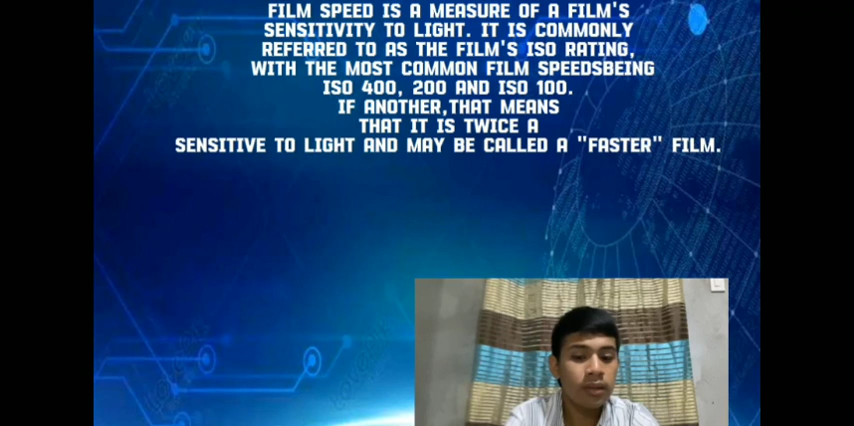 FILM SPEED IS A MEASURE OF A FILM'S
SENSITIVITY TO LIGHT. IT IS COMMONLY
REFERRED TO AS THE FILM'S ISO RATING,
WITH THE MOST COMMON FILM SPEEDSBEING
ISO 400, 200 AND ISO 100.
IF ANOTHER,THAT MEANS
THAT IT IS TWICE A
SENSITIVE TO LIGHT AND MAY BE CALLED A "FASTER" FILM.